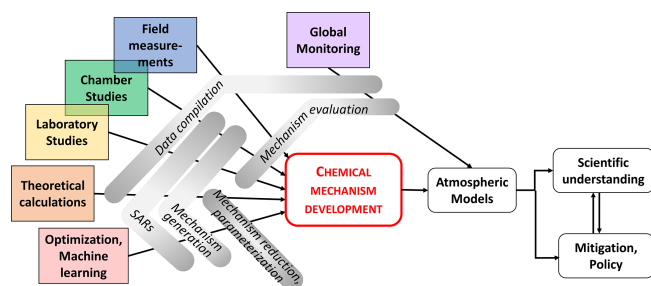 Field
measure-
ments
Global
Monitoring
Chamber
Studies
Laboratory
Studies
Theoretical
calculations
Optimization,
Machine
learning
Data compilation
Mechanism evaluation
SARs
Mechanism
generation
Mechanism reduction,
parameterization
CHEMICAL
MECHANISM
DEVELOPMENT
Atmospheric
Models
Scientific
understanding
Mitigation,
Policy